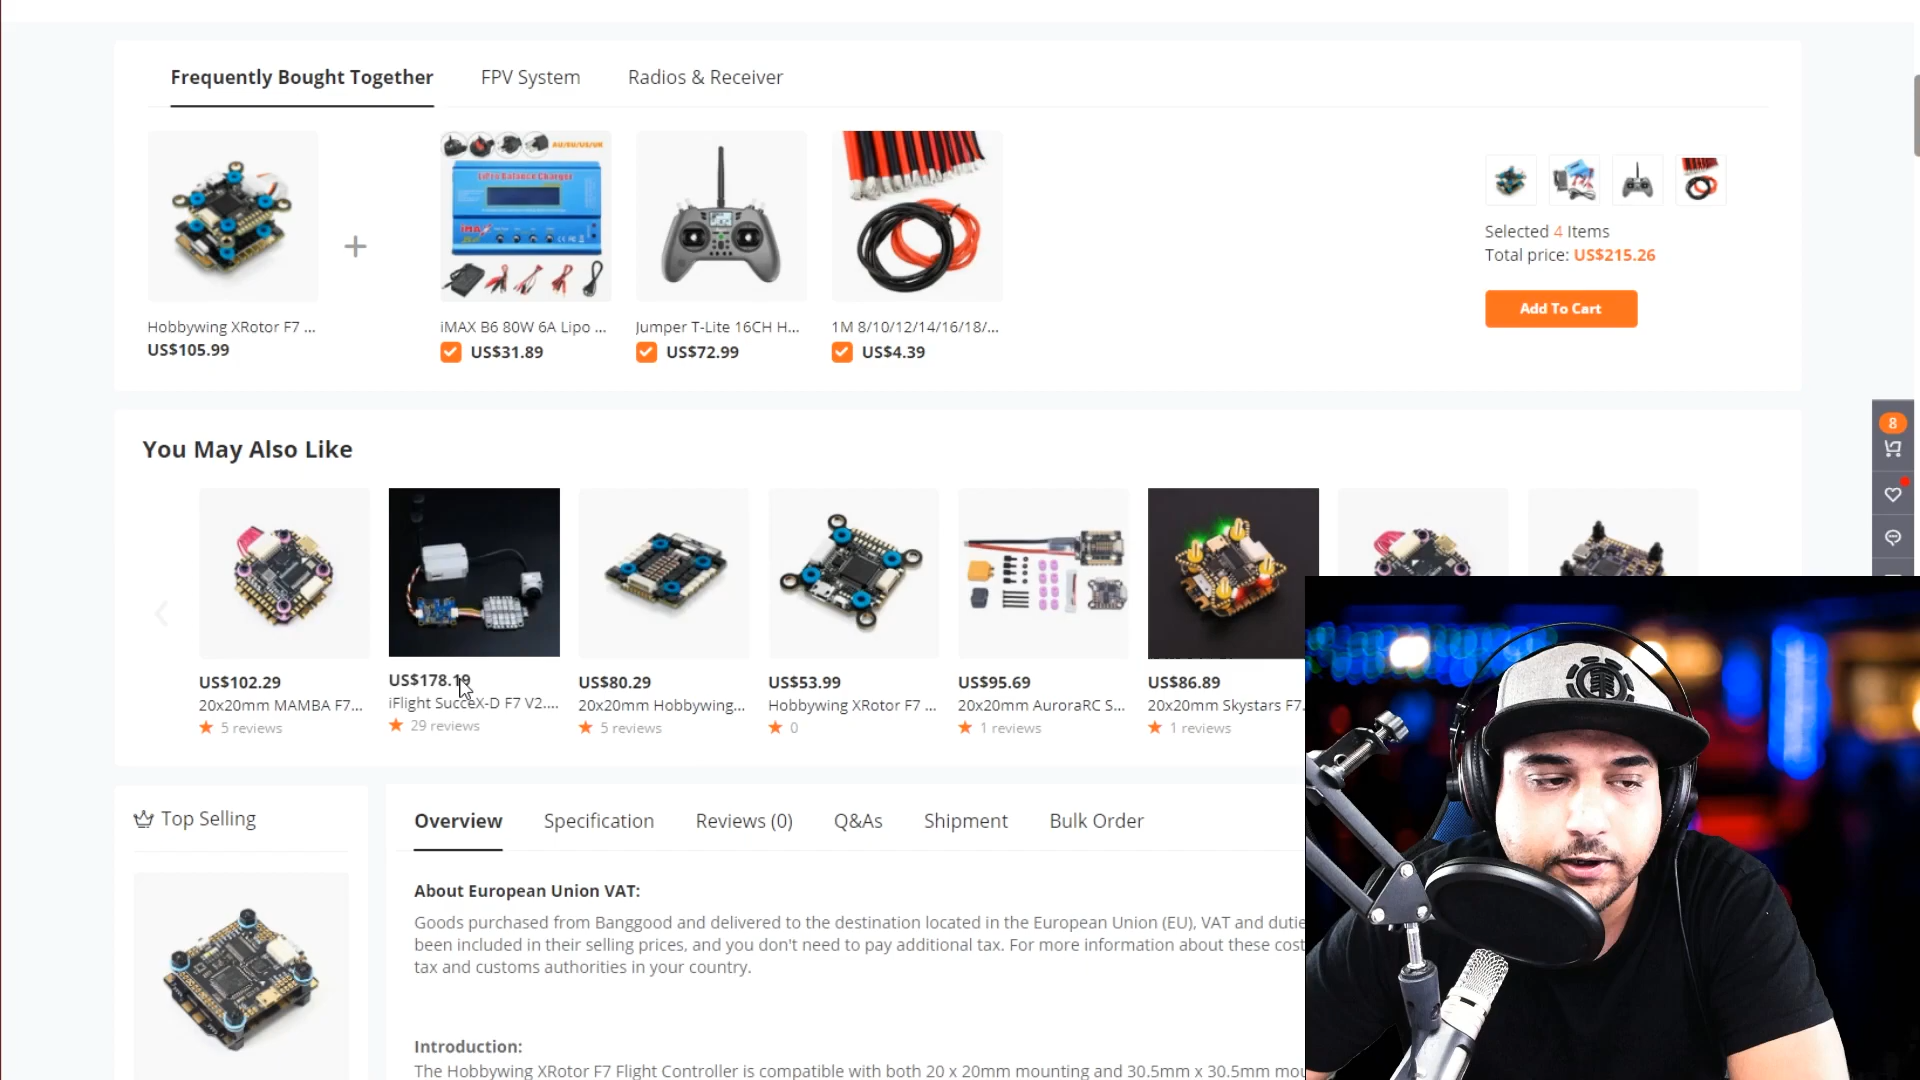 Frequently Bought Together
FPV System
Radios & Receiver
AU/EU/US/UK
LiPro Balance Charger
iMAX
Hobbywing XRotor F7 ...
US$105.99
iMAX B6 80W 6A Lipo ...
US$31.89
Jumper T-Lite 16CH H...
US$72.99
1M 8/10/12/14/16/18/...
US$4.39
Selected 4 Items
Total price: US$215.26
Add To Cart
8
You May Also Like
US$102.29
20x20mm MAMBA F7...
5 reviews
US$178.19
iFlight SucceX-D F7 V2....
29 reviews
US$80.29
20x20mm Hobbywing...
5 reviews
US$53.99
Hobbywing XRotor F7 ...
0
US$95.69
20x20mm AuroraRC S...
1 reviews
US$86.89
20x20mm Skystars F7.
1 reviews
Top Selling
Overview
Specification
Reviews (0)
Q&As
Shipment
Bulk Order
About European Union VAT:
Goods purchased from Banggood and delivered to the destination located in the European Union (EU), VAT and dutie
been included in their selling prices, and you don't need to pay additional tax. For more information about these cost
tax and customs authorities in your country.
Introduction:
The Hobbywing XRotor F7 Flight Controller is compatible with both 20 x 20mm mounting and 30.5mm x 30.5mm mou